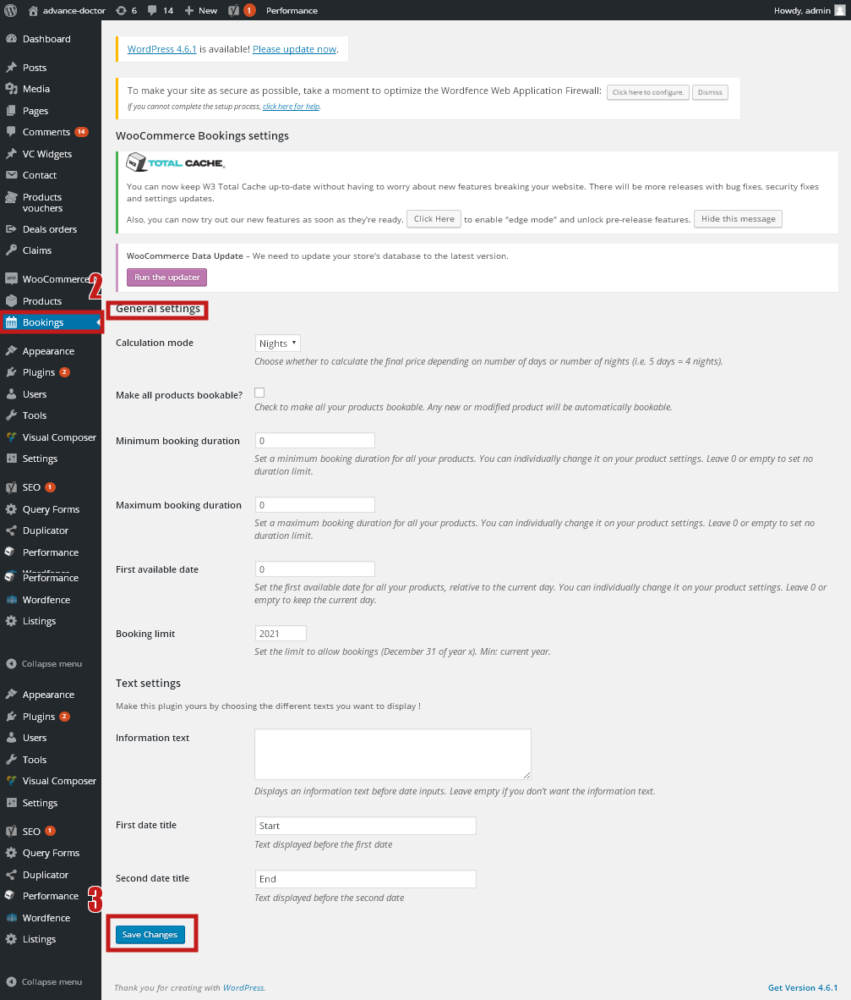 advance-doctor 6 14 New 1 Performance Howdy, admin
Dashboard
Posts
Media
Pages
Comments 14
VC Widgets
Contact
Products
vouchers
Deals orders
Claims
WooCommerce
Products
Bookings
Appearance
Plugins 2
Users
Tools
Visual Composer
Settings
SEO 1
Query Forms
Duplicator
Performance
Wordfence
Performance
Wordfence
Listings
Collapse menu
Appearance
Plugins 2
Users
Tools
Visual Composer
Settings
SEO 1
Query Forms
Duplicator
Performance
Wordfence
Listings
Collapse menu
2
3
WordPress 4.6.1 is available! Please update now.
To make your site as secure as possible, take a moment to optimize the Wordfence Web Application Firewall: Click here to configure. Dismiss
If you cannot complete the setup process, click here for help.
WooCommerce Bookings settings
W3 TOTAL CACHE
You can now keep W3 Total Cache up-to-date without having to worry about new features breaking your website. There will be more releases with bug fixes, security fixes
and settings updates.
Also, you can now try out our new features as soon as they're ready. Click Here to enable "edge mode" and unlock pre-release features. Hide this message
WooCommerce Data Update – We need to update your store's database to the latest version.
Run the updater
General settings
Calculation mode Nights
Choose whether to calculate the final price depending on number of days or number of nights (i.e. 5 days = 4 nights).
Make all products bookable?
Check to make all your products bookable. Any new or modified product will be automatically bookable.
Minimum booking duration 0
Set a minimum booking duration for all your products. You can individually change it on your product settings. Leave 0 or empty to set no
duration limit.
Maximum booking duration 0
Set a maximum booking duration for all your products. You can individually change it on your product settings. Leave 0 or empty to set no
duration limit.
First available date 0
Set the first available date for all your products, relative to the current day. You can individually change it on your product settings. Leave 0 or
empty to keep the current day.
Booking limit 2021
Set the limit to allow bookings (December 31 of year x). Min: current year.
Text settings
Make this plugin yours by choosing the different texts you want to display !
Information text
Displays an information text before date inputs. Leave empty if you don't want the information text.
First date title Start
Text displayed before the first date
Second date title End
Text displayed before the second date
Save Changes
Thank you for creating with WordPress. Get Version 4.6.1